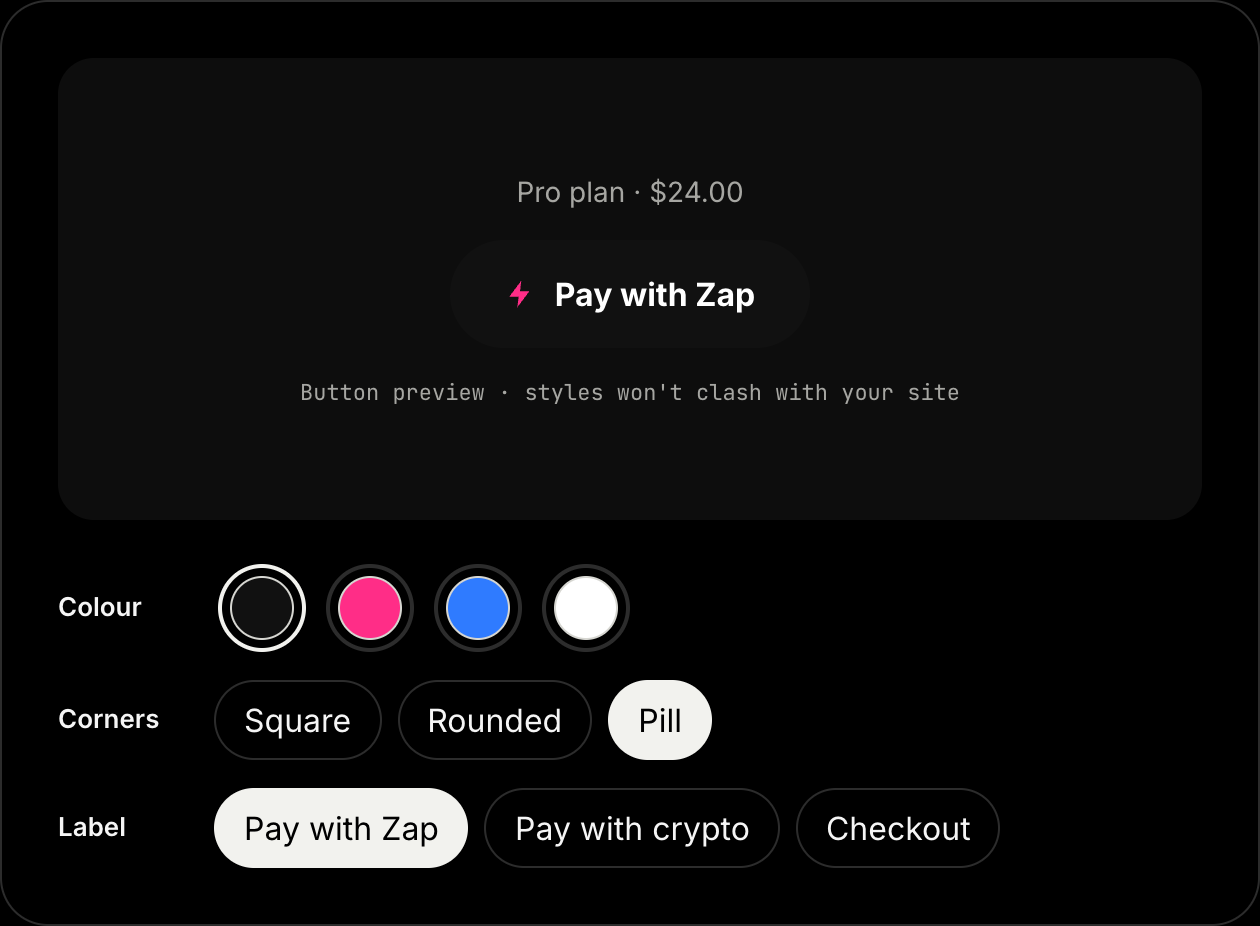 Pro plan · $24.00
Pay with Zap
Button preview · styles won't clash with your site
Colour
Corners
Square
Rounded
Pill
Label
Pay with Zap
Pay with crypto
Checkout